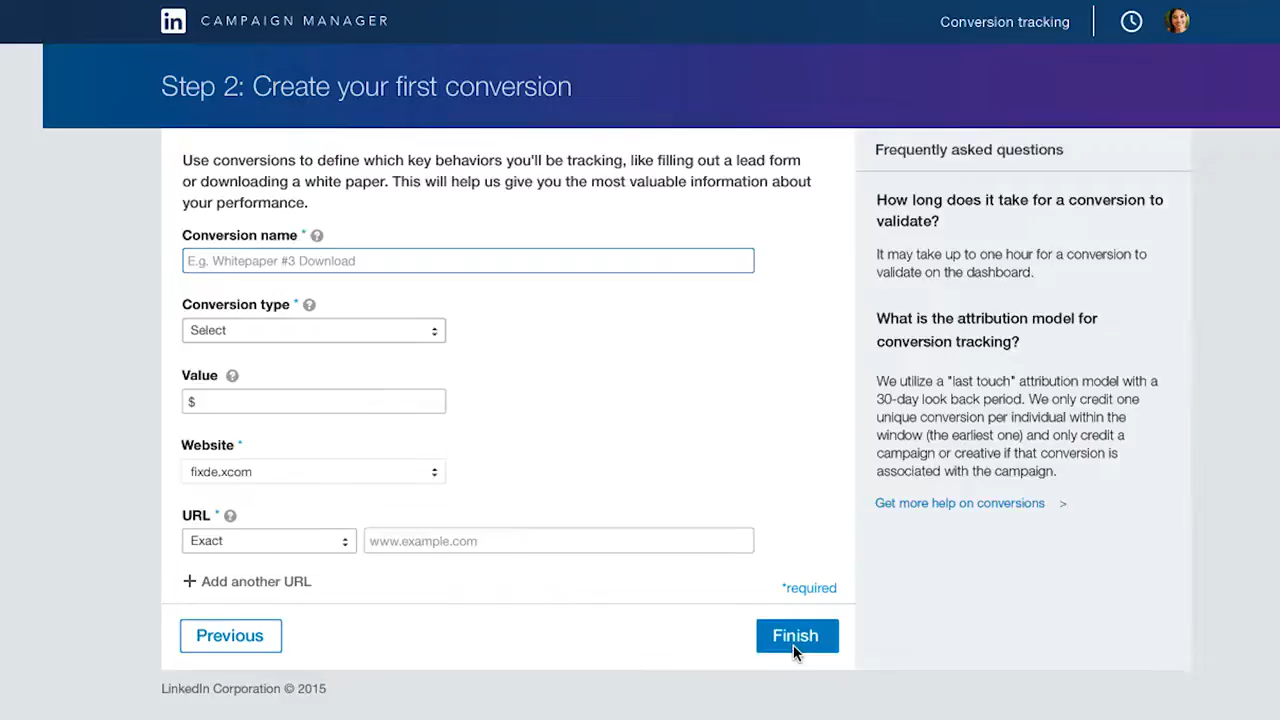 in CAMPAIGN MANAGER
Conversion tracking
Step 2: Create your first conversion
Use conversions to define which key behaviors you'll be tracking, like filling out a lead form
or downloading a white paper. This will help us give you the most valuable information about
your performance.
Conversion name * ?
E.g. Whitepaper #3 Download
Conversion type * ?
Select
Value ?
$
Website *
fixde.xcom
URL * ?
Exact
www.example.com
+ Add another URL
*required
Previous
Finish
Frequently asked questions
How long does it take for a conversion to
validate?
It may take up to one hour for a conversion to
validate on the dashboard.
What is the attribution model for
conversion tracking?
We utilize a "last touch" attribution model with a
30-day look back period. We only credit one
unique conversion per individual within the
window (the earliest one) and only credit a
campaign or creative if that conversion is
associated with the campaign.
Get more help on conversions >
LinkedIn Corporation © 2015